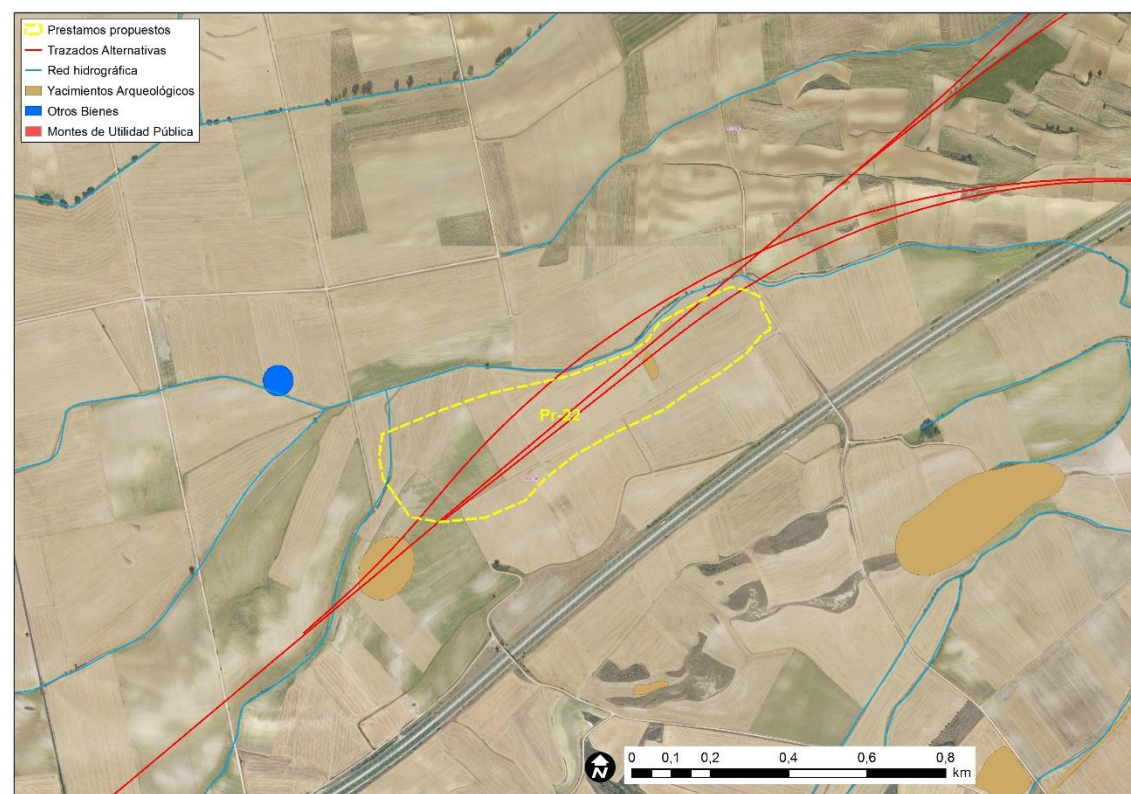 Prestamos propuestos
Trazados Alternativas
Red hidrográfica
Yacimientos Arqueológicos
Otros Bienes
Montes de Utilidad Pública
Pr-22
N
0 0,1 0,2 0,4 0,6 0,8
km